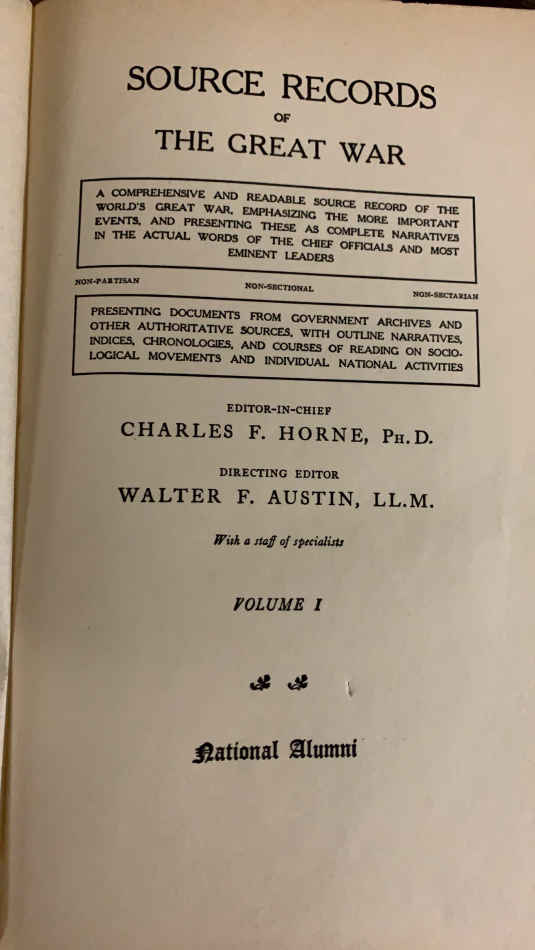 SOURCE RECORDS
OF
THE GREAT WAR
A COMPREHENSIVE AND READABLE SOURCE RECORD OF THE
WORLD'S GREAT WAR, EMPHASIZING THE MORE IMPORTANT
EVENTS, AND PRESENTING THESE AS COMPLETE NARRATIVES
IN THE ACTUAL WORDS OF THE CHIEF OFFICIALS AND MOST
EMINENT LEADERS
NON-PARTISAN NON-SECTIONAL NON-SECTARIAN
PRESENTING DOCUMENTS FROM GOVERNMENT ARCHIVES AND
OTHER AUTHORITATIVE SOURCES, WITH OUTLINE NARRATIVES,
INDICES, CHRONOLOGIES, AND COURSES OF READING ON SOCIO-
LOGICAL MOVEMENTS AND INDIVIDUAL NATIONAL ACTIVITIES
EDITOR-IN-CHIEF
CHARLES F. HORNE, PH.D.
DIRECTING EDITOR
WALTER F. AUSTIN, LL.M.
With a staff of specialists
VOLUME I
National Alumni